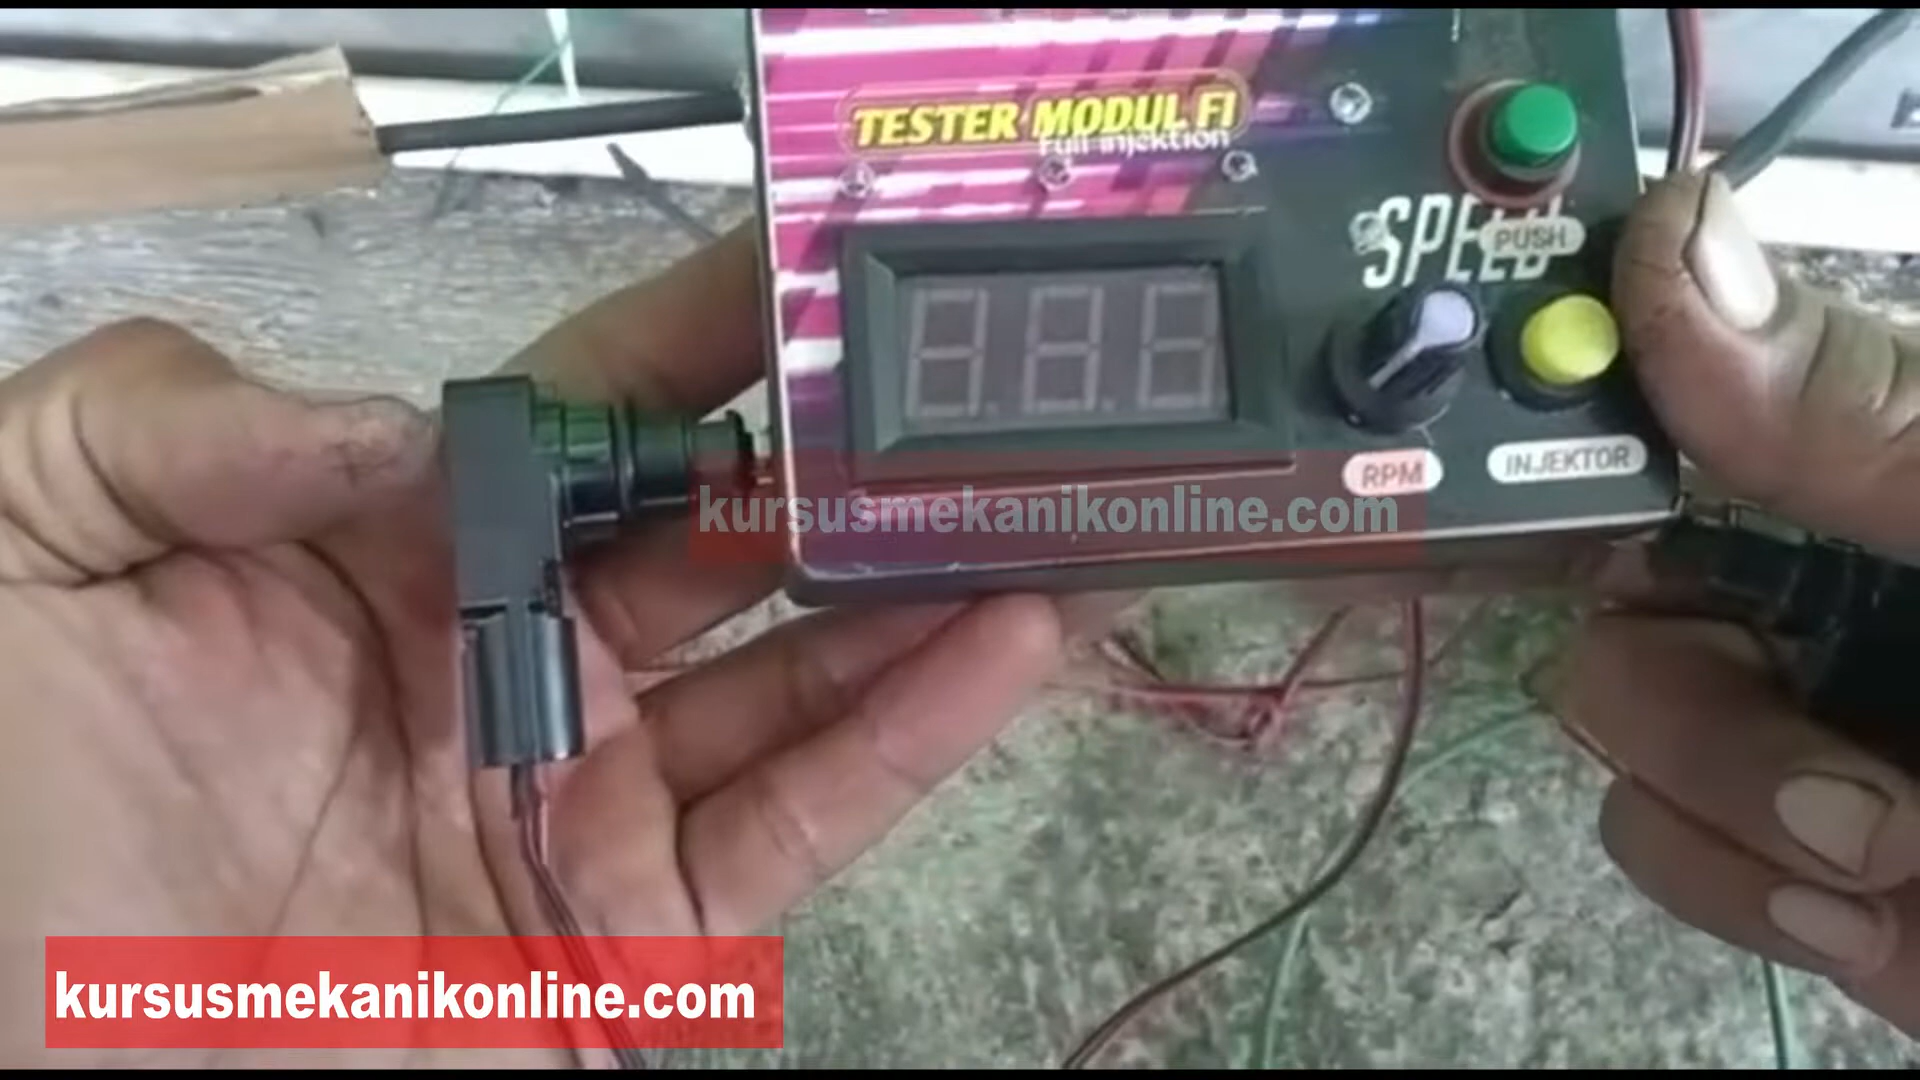 TESTER MODUL FI
Full Injektion
SPEED
PUSH
RPM
INJEKTOR
kursusmekanikonline.com
kursusmekanikonline.com